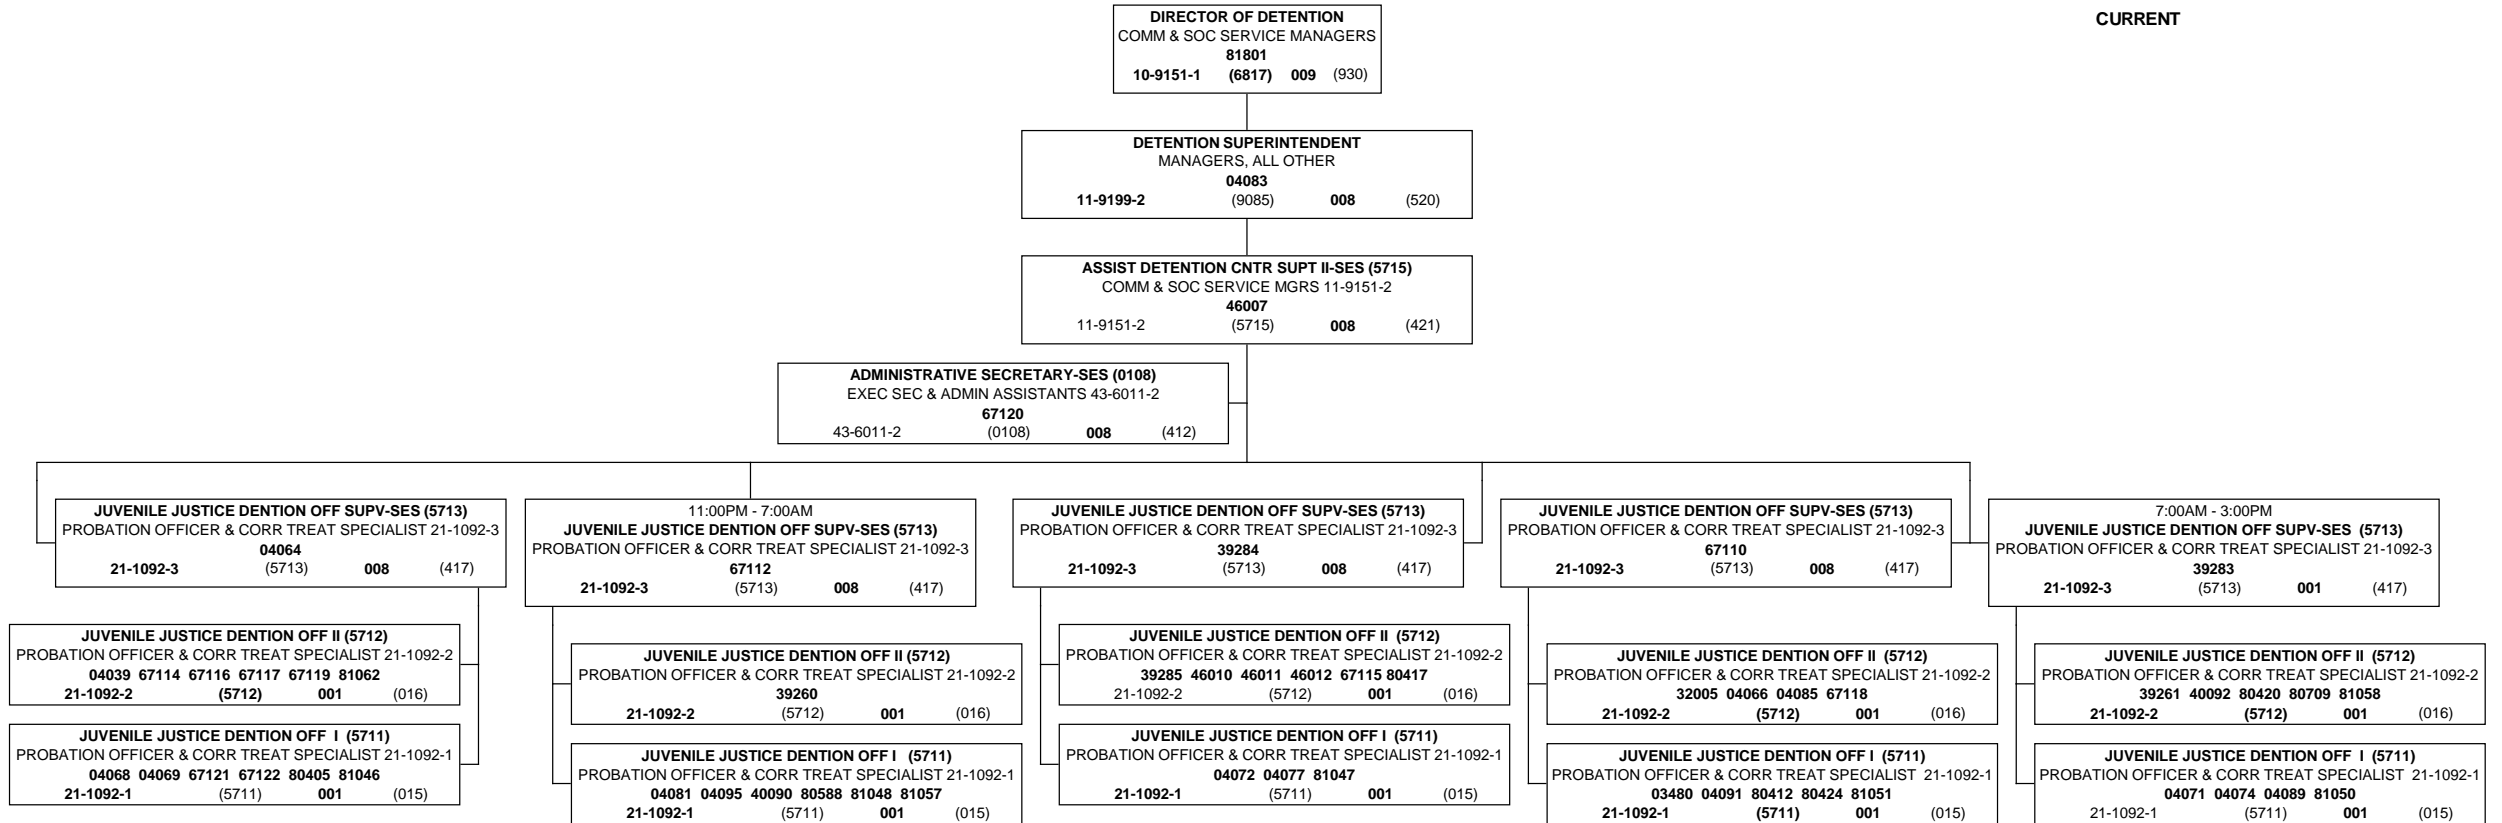 CURRENT
DIRECTOR OF DETENTION
COMM & SOC SERVICE MANAGERS
81801
10-9151-1 (6817) 009 (930)
DETENTION SUPERINTENDENT
MANAGERS, ALL OTHER
04083
11-9199-2 (9085) 008 (520)
ASSIST DETENTION CNTR SUPT II-SES (5715)
COMM & SOC SERVICE MGRS 11-9151-2
46007
11-9151-2 (5715) 008 (421)
ADMINISTRATIVE SECRETARY-SES (0108)
EXEC SEC & ADMIN ASSISTANTS 43-6011-2
67120
43-6011-2 (0108) 008 (412)
JUVENILE JUSTICE DENTION OFF SUPV-SES (5713)
PROBATION OFFICER & CORR TREAT SPECIALIST 21-1092-3
04064
21-1092-3 (5713) 008 (417)
JUVENILE JUSTICE DENTION OFF II (5712)
PROBATION OFFICER & CORR TREAT SPECIALIST 21-1092-2
04039 67114 67116 67117 67119 81062
21-1092-2 (5712) 001 (016)
JUVENILE JUSTICE DENTION OFF I (5711)
PROBATION OFFICER & CORR TREAT SPECIALIST 21-1092-1
04068 04069 67121 67122 80405 81046
21-1092-1 (5711) 001 (015)
11:00PM - 7:00AM
JUVENILE JUSTICE DENTION OFF SUPV-SES (5713)
PROBATION OFFICER & CORR TREAT SPECIALIST 21-1092-3
67112
21-1092-3 (5713) 008 (417)
JUVENILE JUSTICE DENTION OFF II (5712)
PROBATION OFFICER & CORR TREAT SPECIALIST 21-1092-2
39260
21-1092-2 (5712) 001 (016)
JUVENILE JUSTICE DENTION OFF I (5711)
PROBATION OFFICER & CORR TREAT SPECIALIST 21-1092-1
04081 04095 40090 80588 81048 81057
21-1092-1 (5711) 001 (015)
JUVENILE JUSTICE DENTION OFF SUPV-SES (5713)
PROBATION OFFICER & CORR TREAT SPECIALIST 21-1092-3
39284
21-1092-3 (5713) 008 (417)
JUVENILE JUSTICE DENTION OFF II (5712)
PROBATION OFFICER & CORR TREAT SPECIALIST 21-1092-2
39285 46010 46011 46012 67115 80417
21-1092-2 (5712) 001 (016)
JUVENILE JUSTICE DENTION OFF I (5711)
PROBATION OFFICER & CORR TREAT SPECIALIST 21-1092-1
04072 04077 81047
21-1092-1 (5711) 001 (015)
JUVENILE JUSTICE DENTION OFF SUPV-SES (5713)
PROBATION OFFICER & CORR TREAT SPECIALIST 21-1092-3
67110
21-1092-3 (5713) 008 (417)
JUVENILE JUSTICE DENTION OFF II (5712)
PROBATION OFFICER & CORR TREAT SPECIALIST 21-1092-2
32005 04066 04085 67118
21-1092-2 (5712) 001 (016)
JUVENILE JUSTICE DENTION OFF I (5711)
PROBATION OFFICER & CORR TREAT SPECIALIST 21-1092-1
03480 04091 80412 80424 81051
21-1092-1 (5711) 001 (015)
7:00AM - 3:00PM
JUVENILE JUSTICE DENTION OFF SUPV-SES (5713)
PROBATION OFFICER & CORR TREAT SPECIALIST 21-1092-3
39283
21-1092-3 (5713) 001 (417)
JUVENILE JUSTICE DENTION OFF II (5712)
PROBATION OFFICER & CORR TREAT SPECIALIST 21-1092-2
39261 40092 80420 80709 81058
21-1092-2 (5712) 001 (016)
JUVENILE JUSTICE DENTION OFF I (5711)
PROBATION OFFICER & CORR TREAT SPECIALIST 21-1092-1
04071 04074 04089 81050
21-1092-1 (5711) 001 (015)